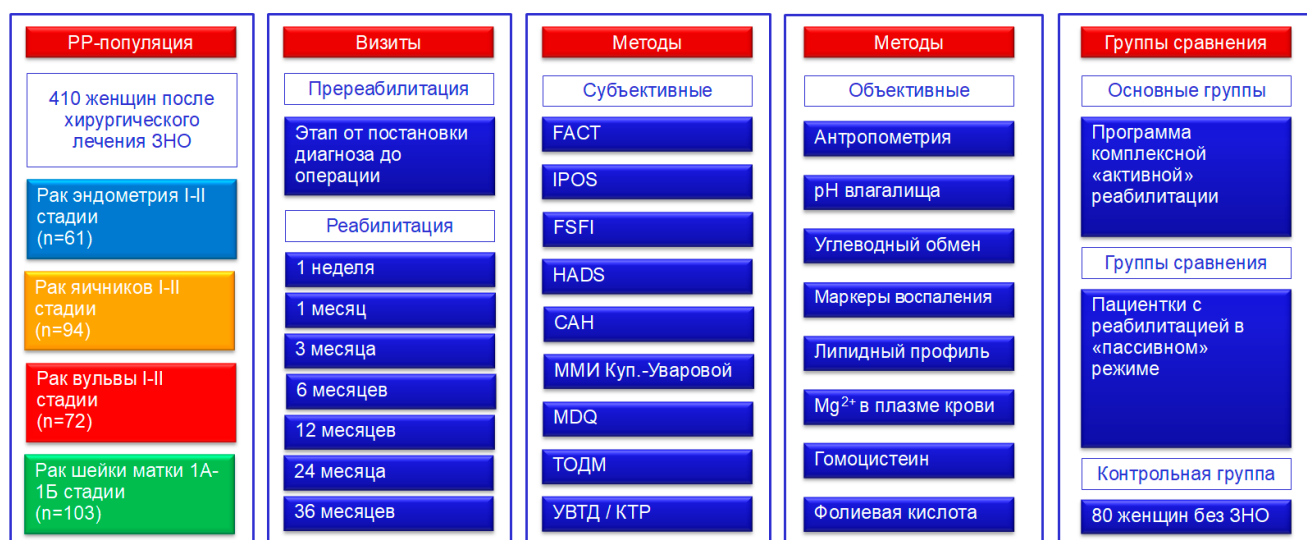 PP-популяция
410 женщин после
хирургического
лечения ЗНО
Рак эндометрия I-II
стадии
(n=61)
Рак яичников I-II
стадии
(n=94)
Рак вульвы I-II
стадии
(n=72)
Рак шейки матки 1А-
1Б стадии
(n=103)
Визиты
Пререабилитация
Этап от постановки
диагноза до
операции
Реабилитация
1 неделя
1 месяц
3 месяца
6 месяцев
12 месяцев
24 месяца
36 месяцев
Методы
Субъективные
FACT
IPOS
FSFI
HADS
САН
ММИ Куп.-Уваровой
MDQ
ТОДМ
УВТД / КТР
Методы
Объективные
Антропометрия
pH влагалища
Углеводный обмен
Маркеры воспаления
Липидный профиль
Mg²⁺ в плазме крови
Гомоцистеин
Фолиевая кислота
Группы сравнения
Основные группы
Программа
комплексной
«активной»
реабилитации
Группы сравнения
Пациентки с
реабилитацией в
«пассивном»
режиме
Контрольная группа
80 женщин без ЗНО